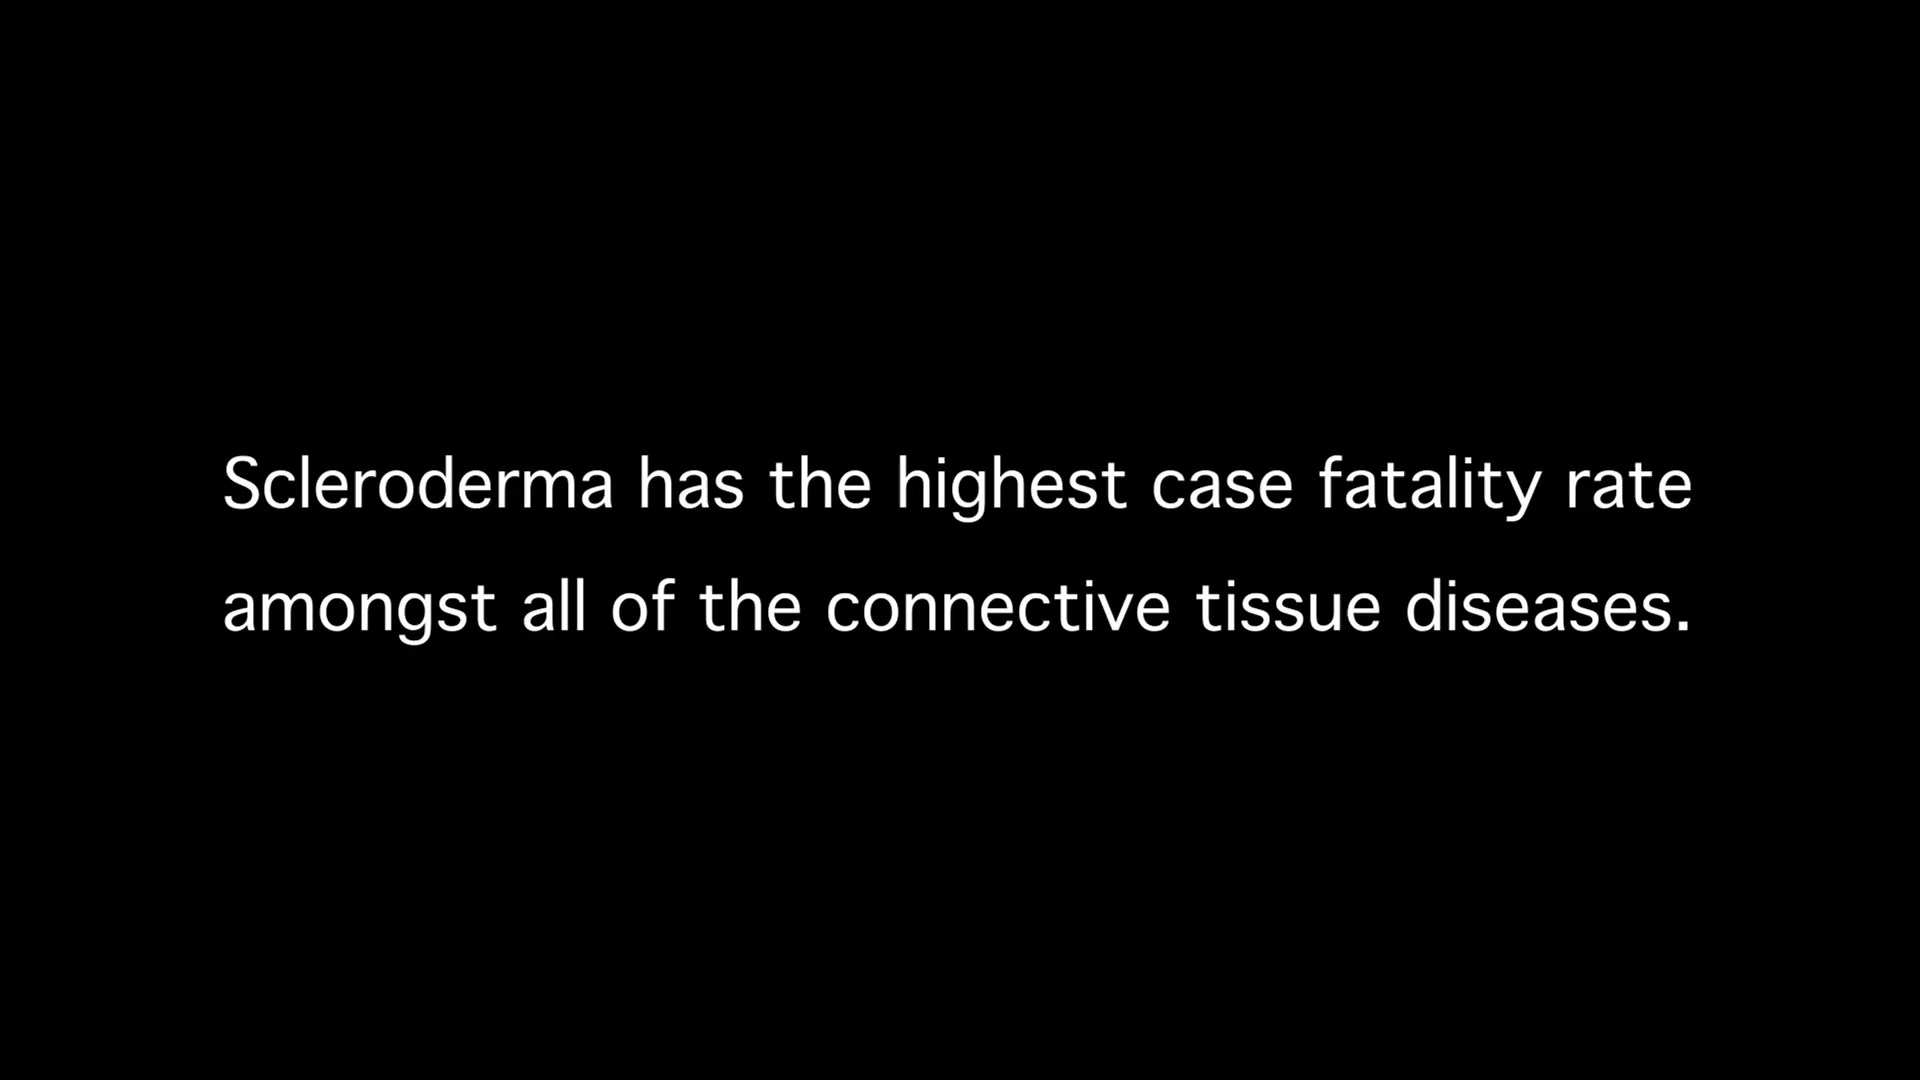 Scleroderma has the highest case fatality rate
amongst all of the connective tissue diseases.